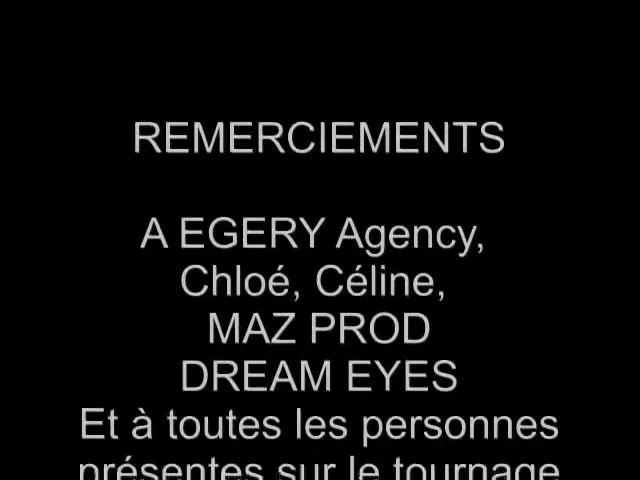 REMERCIEMENTS
A EGERY Agency,
Chloé, Céline,
MAZ PROD
DREAM EYES
Et à toutes les personnes
présentes sur le tournage